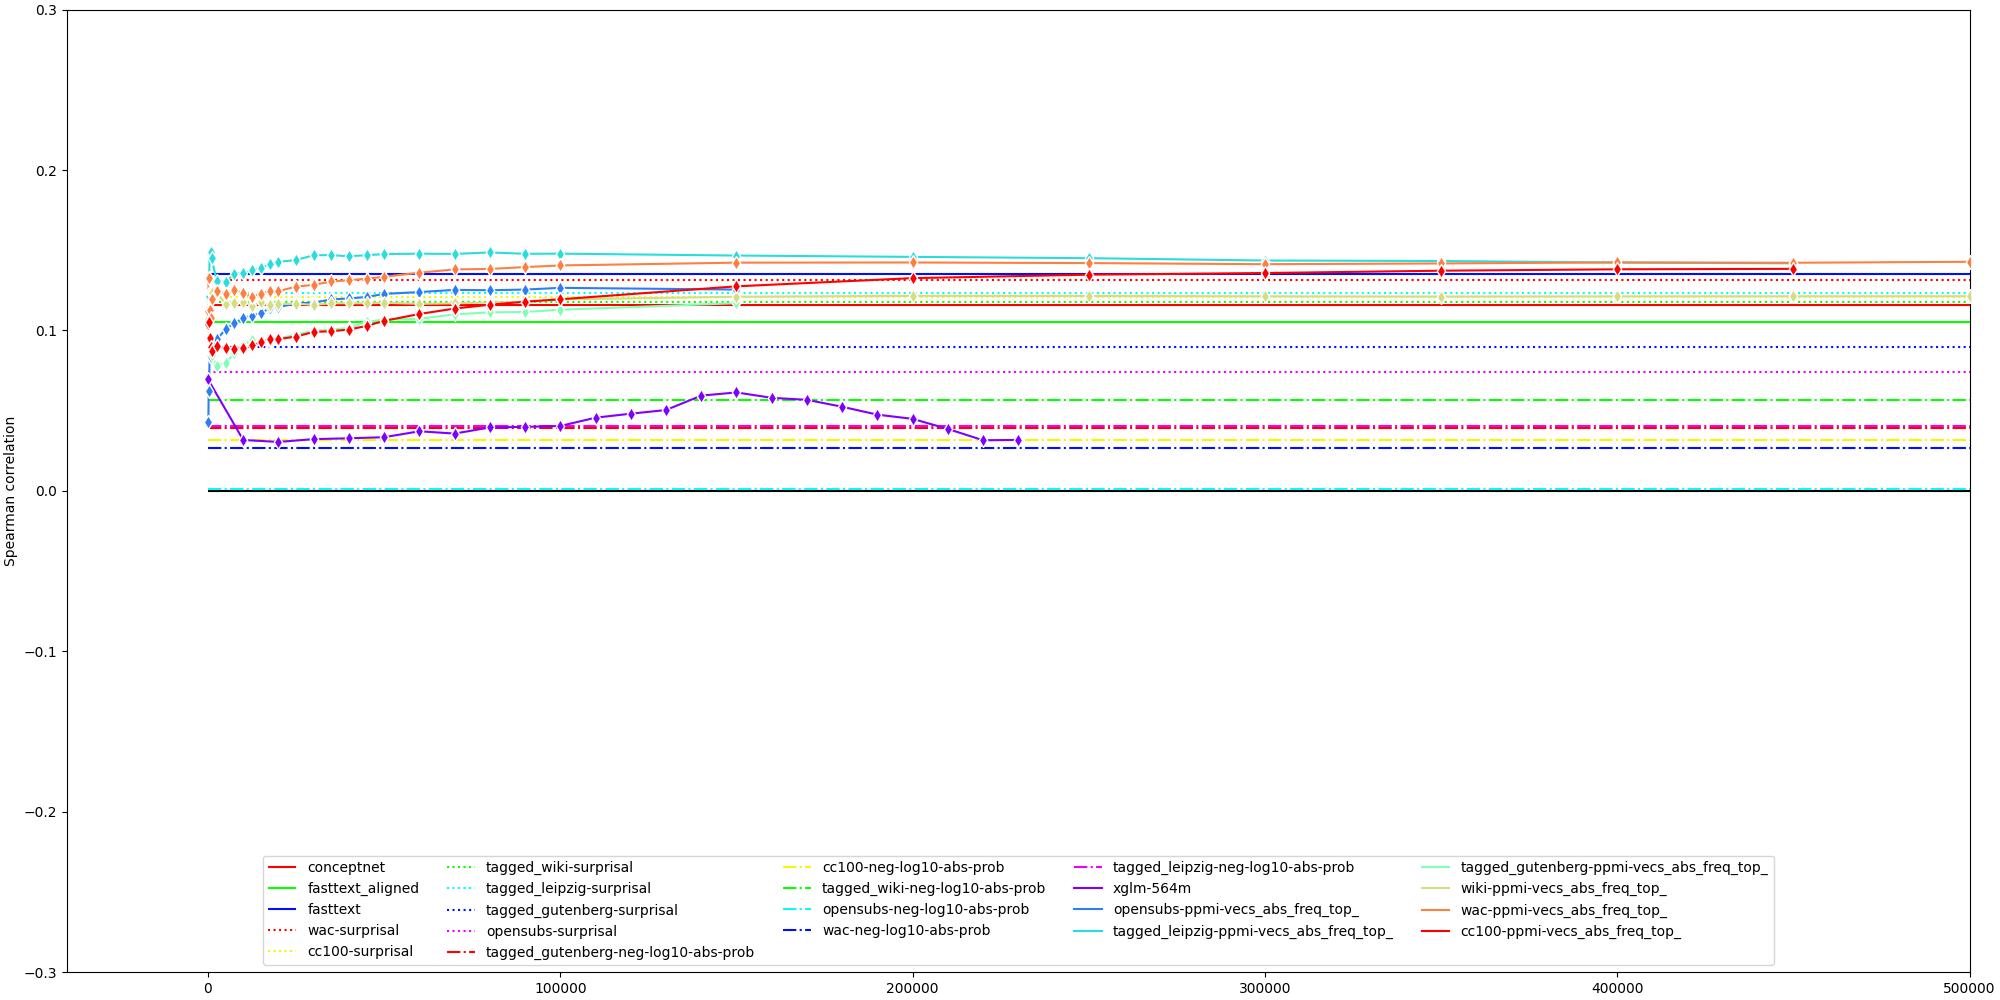 0.3
0.2
0.1
0.0
−0.1
−0.2
−0.3
Spearman correlation
conceptnet
fasttext_aligned
fasttext
wac-surprisal
cc100-surprisal
tagged_wiki-surprisal
tagged_leipzig-surprisal
tagged_gutenberg-surprisal
opensubs-surprisal
tagged_gutenberg-neg-log10-abs-prob
cc100-neg-log10-abs-prob
tagged_wiki-neg-log10-abs-prob
opensubs-neg-log10-abs-prob
wac-neg-log10-abs-prob
tagged_leipzig-neg-log10-abs-prob
xglm-564m
opensubs-ppmi-vecs_abs_freq_top_
tagged_leipzig-ppmi-vecs_abs_freq_top_
tagged_gutenberg-ppmi-vecs_abs_freq_top_
wiki-ppmi-vecs_abs_freq_top_
wac-ppmi-vecs_abs_freq_top_
cc100-ppmi-vecs_abs_freq_top_
0 100000 200000 300000 400000 500000